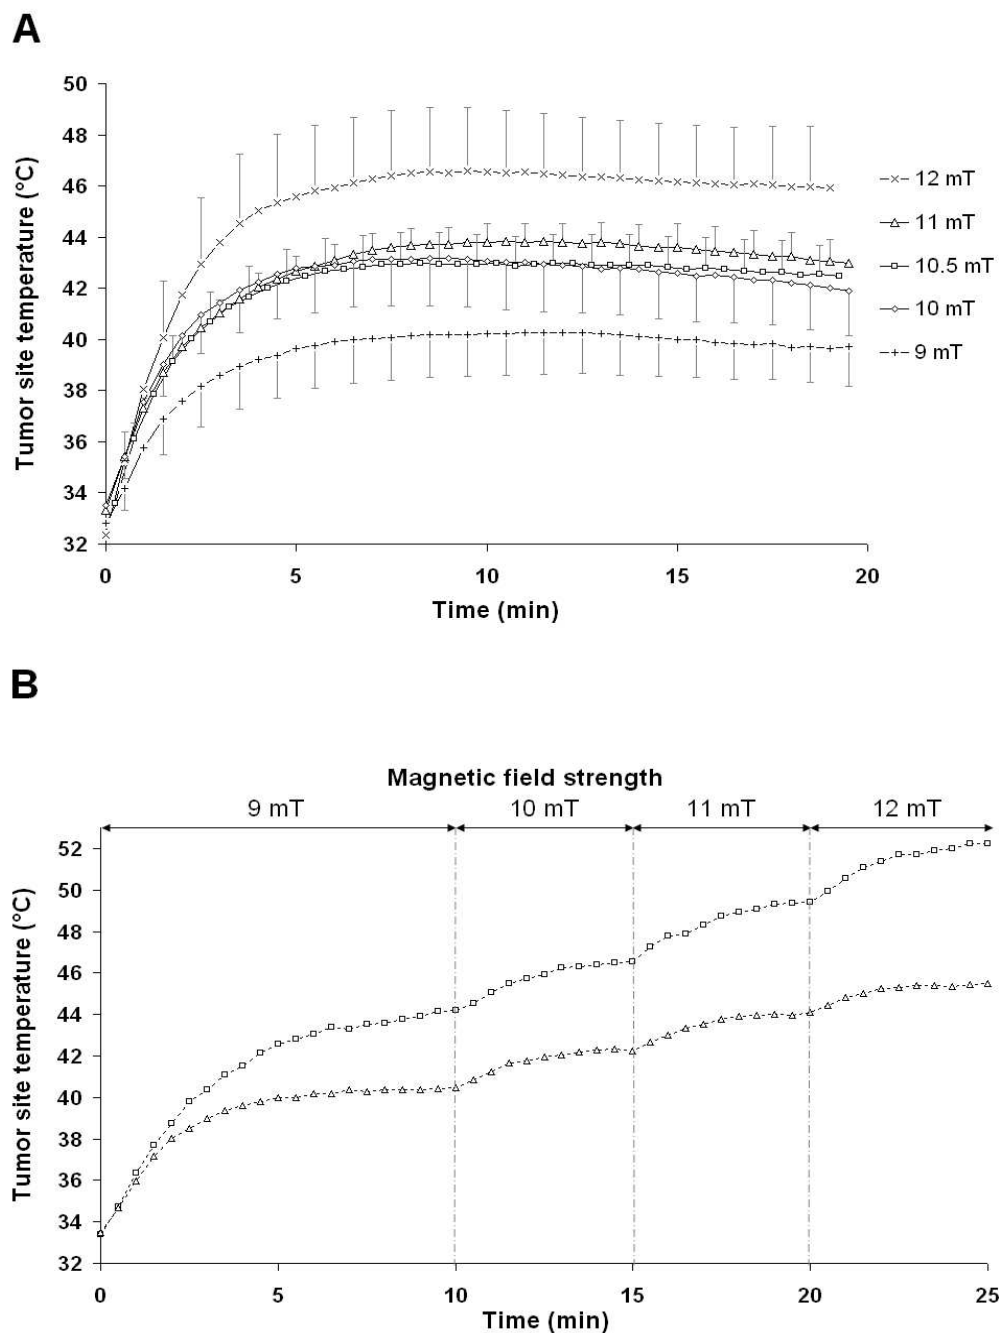 A
50
48
46
44
42
40
38
36
34
32
Tumor site temperature (°C)
0 5 10 15 20
Time (min)
12 mT
11 mT
10.5 mT
10 mT
9 mT
B
Magnetic field strength
9 mT 10 mT 11 mT 12 mT
52
50
48
46
44
42
40
38
36
34
32
Tumor site temperature (°C)
0 5 10 15 20 25
Time (min)